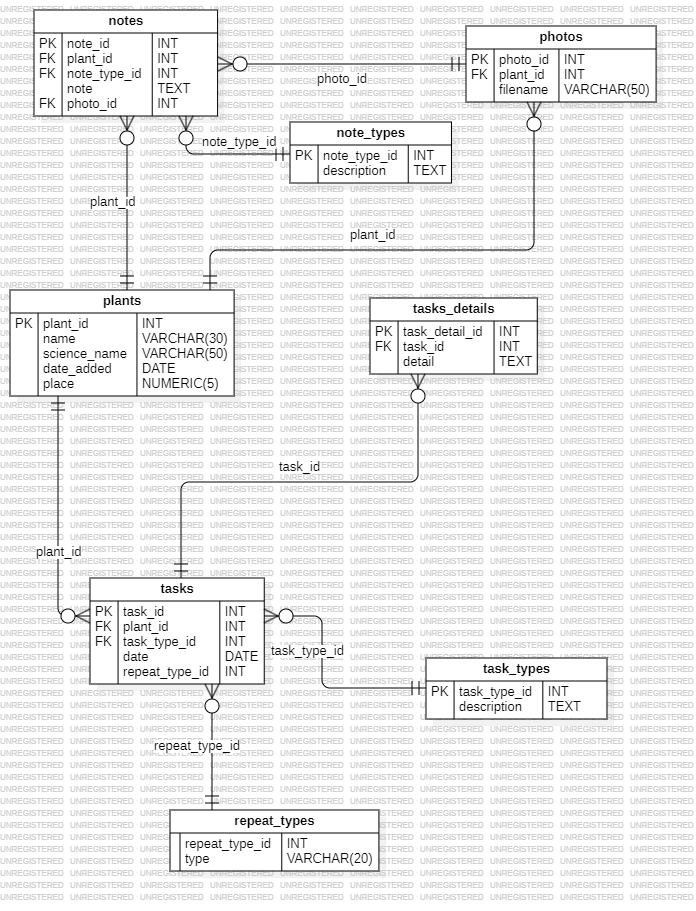 notes
PK note_id INT
FK plant_id INT
FK note_type_id INT
note TEXT
FK photo_id INT
photos
PK photo_id INT
FK plant_id INT
filename VARCHAR(50)
photo_id
note_types
PK note_type_id INT
description TEXT
note_type_id
plant_id
plant_id
plants
PK plant_id INT
name VARCHAR(30)
science_name VARCHAR(50)
date_added DATE
place NUMERIC(5)
tasks_details
PK task_detail_id INT
FK task_id INT
detail TEXT
task_id
plant_id
tasks
PK task_id INT
FK plant_id INT
FK task_type_id INT
date DATE
repeat_type_id INT
task_type_id
task_types
PK task_type_id INT
description TEXT
repeat_type_id
repeat_types
repeat_type_id INT
type VARCHAR(20)
UNREGISTERED